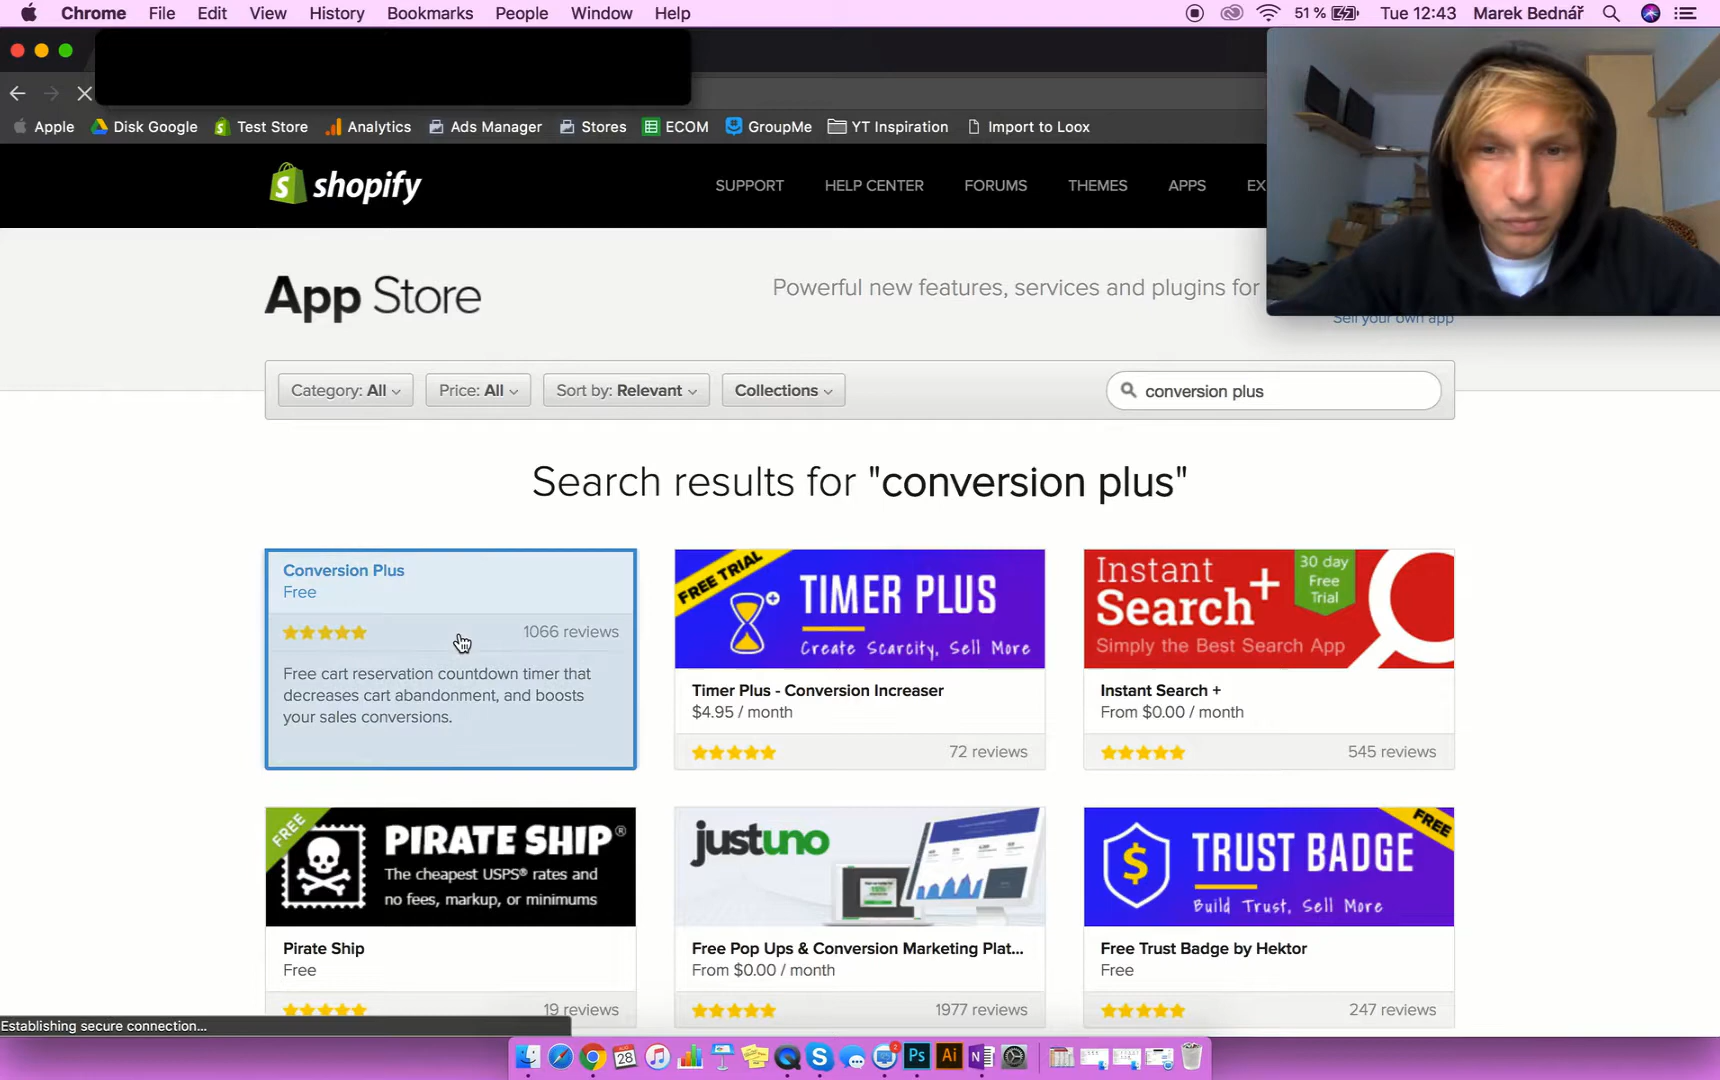 Chrome File Edit View History Bookmarks People Window Help 51 % Tue 12:43 Marek Bednář
Apple Disk Google Test Store Analytics Ads Manager Stores ECOM GroupMe YT Inspiration Import to Loox
shopify SUPPORT HELP CENTER FORUMS THEMES APPS EX
App Store Powerful new features, services and plugins for
Sell your own app
Category: All Price: All Sort by: Relevant Collections conversion plus
Search results for "conversion plus"
Conversion Plus
Free
1066 reviews
Free cart reservation countdown timer that
decreases cart abandonment, and boosts
your sales conversions.
FREE TRIAL
TIMER PLUS
Create Scarcity, Sell More
Timer Plus - Conversion Increaser
$4.95 / month
72 reviews
Instant
Search+
Simply the Best Search App
30 day
Free
Trial
Instant Search +
From $0.00 / month
545 reviews
FREE
PIRATE SHIP®
The cheapest USPS® rates and
no fees, markup, or minimums
Pirate Ship
Free
19 reviews
justuno
Free Pop Ups & Conversion Marketing Plat...
From $0.00 / month
1977 reviews
FREE
TRUST BADGE
Build Trust, Sell More
Free Trust Badge by Hektor
Free
247 reviews
Establishing secure connection...
28
2
Ps Ai N